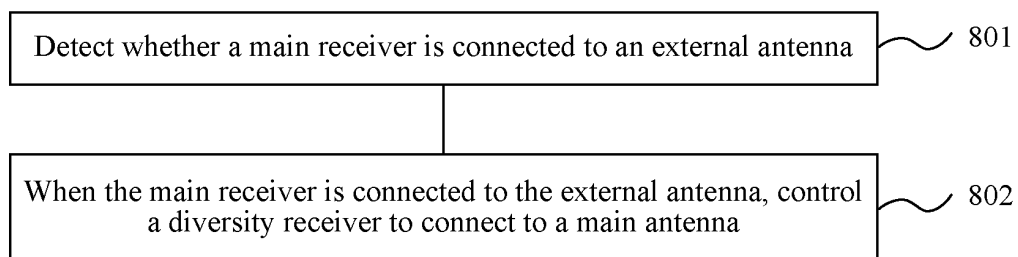 Detect whether a main receiver is connected to an external antenna
801
When the main receiver is connected to the external antenna, control
a diversity receiver to connect to a main antenna
802